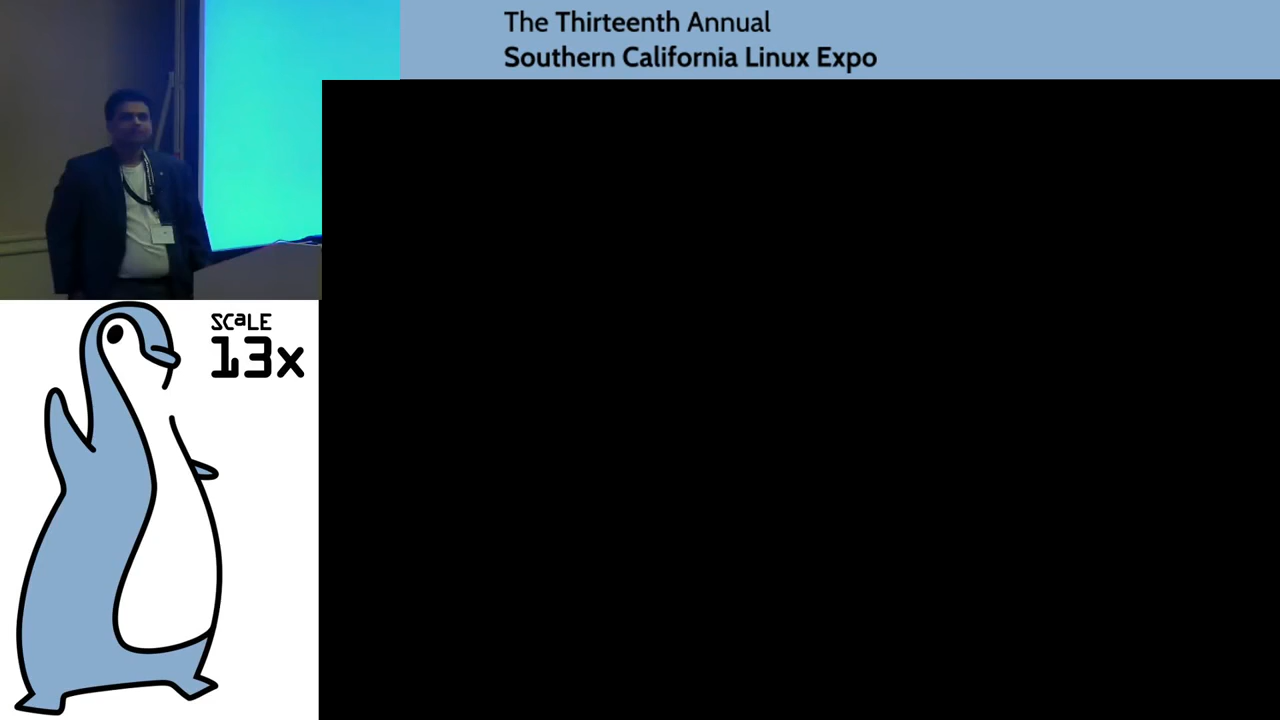 The Thirteenth Annual
Southern California Linux Expo
SCaLE
13x